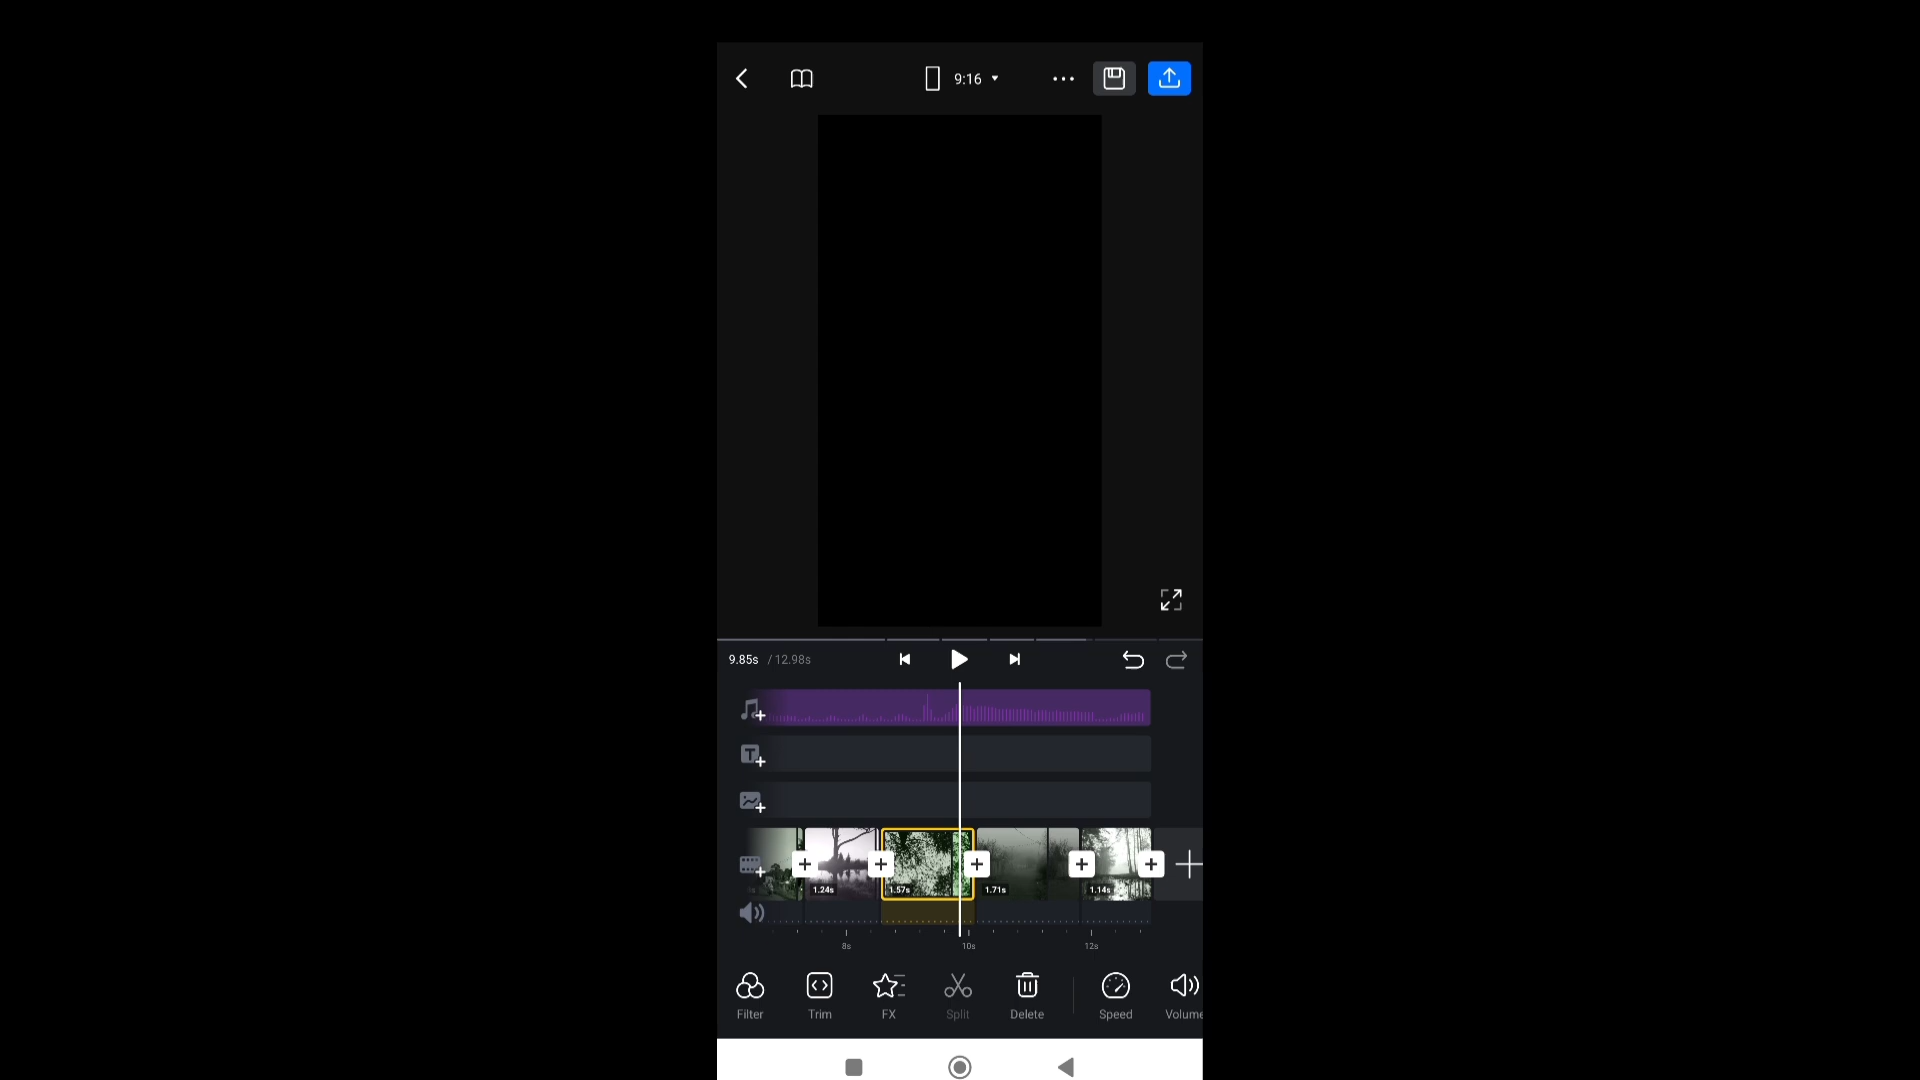 9:16
9.85s / 12.98s
1.24s
1.57s
1.71s
1.14s
8s
10s
12s
Filter
Trim
FX
Split
Delete
Speed
Volume